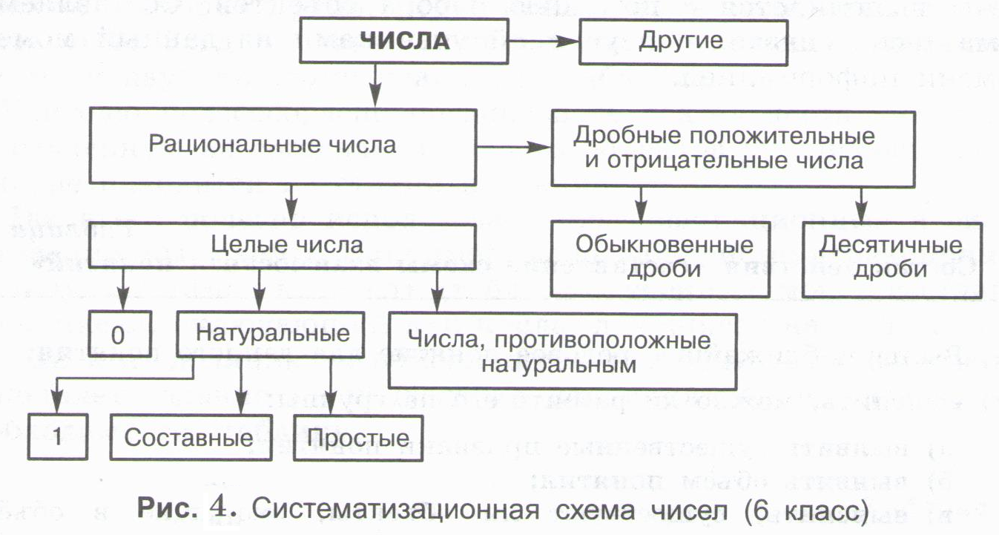 ЧИСЛА
Другие
Рациональные числа
Дробные положительные
и отрицательные числа
Целые числа
Обыкновенные
дроби
Десятичные
дроби
0
Натуральные
Числа, противоположные
натуральным
1
Составные
Простые
Рис. 4. Систематизационная схема чисел (6 класс)